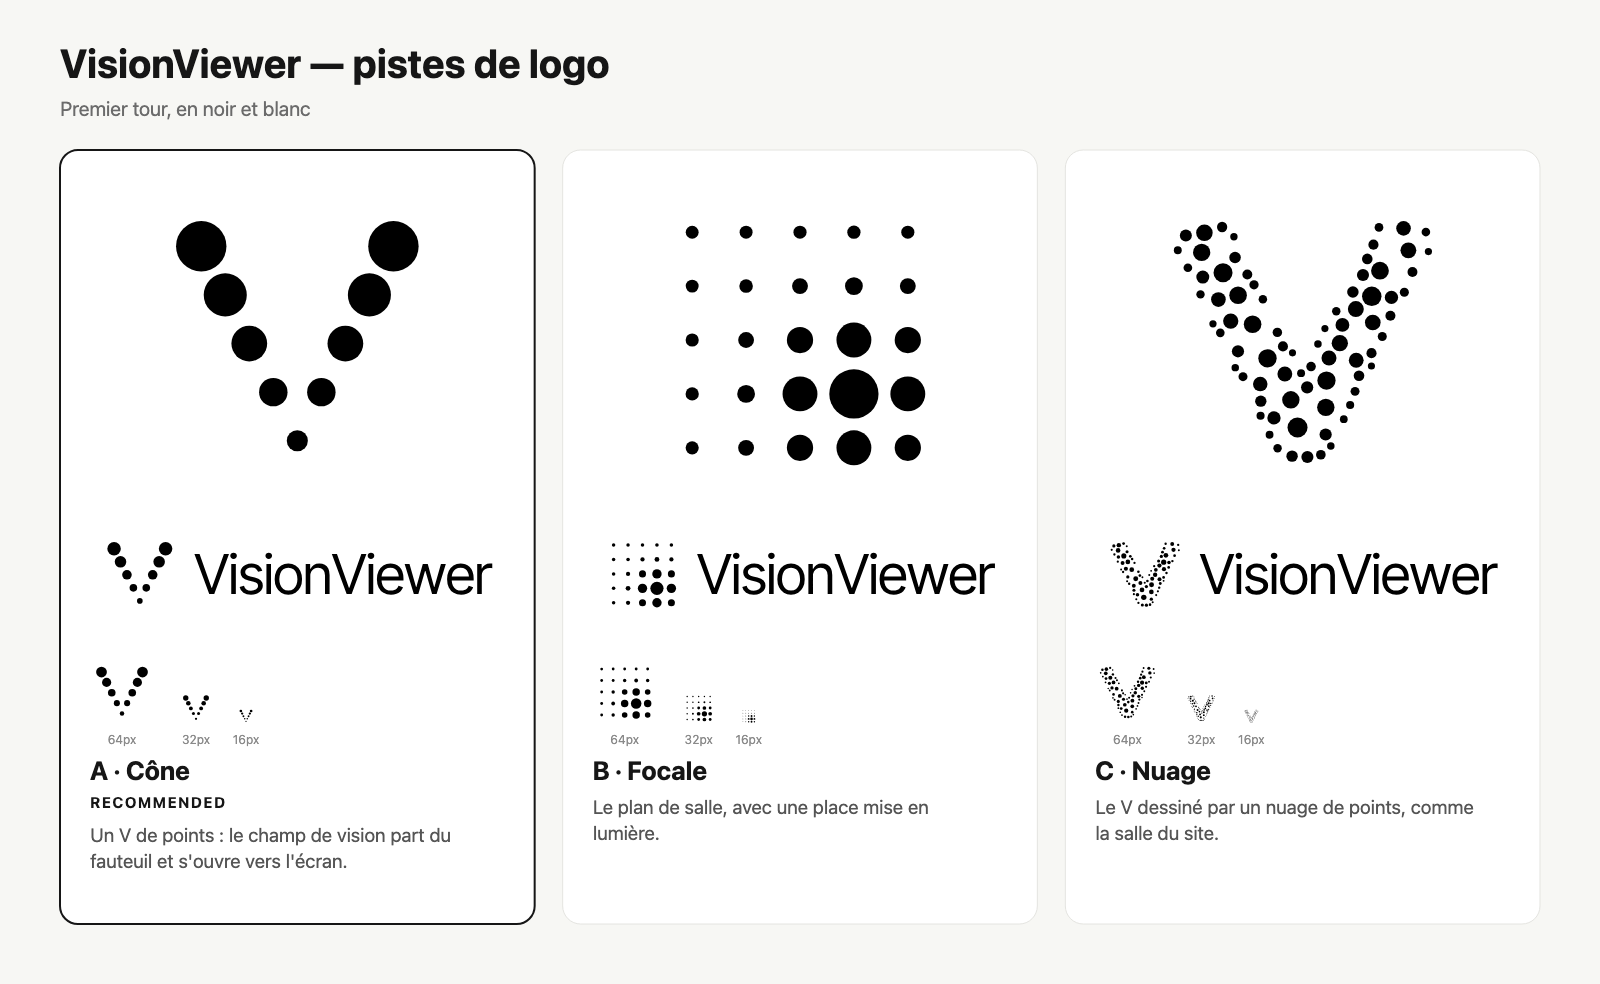 VisionViewer — pistes de logo
Premier tour, en noir et blanc
VisionViewer
64px 32px 16px
A · Cône
RECOMMENDED
Un V de points : le champ de vision part du
fauteuil et s'ouvre vers l'écran.
VisionViewer
64px 32px 16px
B · Focale
Le plan de salle, avec une place mise en
lumière.
VisionViewer
64px 32px 16px
C · Nuage
Le V dessiné par un nuage de points, comme
la salle du site.